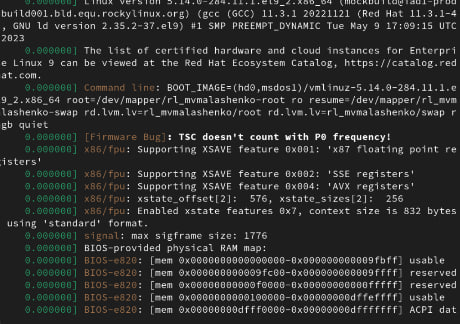 [    0.000000] Linux version 5.14.0-284.11.1.el9_2.x86_64 (mockbuild@iad1-prod
build001.bld.equ.rockylinux.org) (gcc (GCC) 11.3.1 20221121 (Red Hat 11.3.1-4
, GNU ld version 2.35.2-37.el9) #1 SMP PREEMPT_DYNAMIC Tue May 9 17:09:15 UTC
2023
[    0.000000] The list of certified hardware and cloud instances for Enterpri
e Linux 9 can be viewed at the Red Hat Ecosystem Catalog, https://catalog.red
at.com.
[    0.000000] Command line: BOOT_IMAGE=(hd0,msdos1)/vmlinuz-5.14.0-284.11.1.e
9_2.x86_64 root=/dev/mapper/rl_mvmalashenko-root ro resume=/dev/mapper/rl_mvm
alashenko-swap rd.lvm.lv=rl_mvmalashenko/root rd.lvm.lv=rl_mvmalashenko/swap r
gb quiet
[    0.000000] [Firmware Bug]: TSC doesn't count with P0 frequency!
[    0.000000] x86/fpu: Supporting XSAVE feature 0x001: 'x87 floating point re
isters'
[    0.000000] x86/fpu: Supporting XSAVE feature 0x002: 'SSE registers'
[    0.000000] x86/fpu: Supporting XSAVE feature 0x004: 'AVX registers'
[    0.000000] x86/fpu: xstate_offset[2]:  576, xstate_sizes[2]:  256
[    0.000000] x86/fpu: Enabled xstate features 0x7, context size is 832 bytes
using 'standard' format.
[    0.000000] signal: max sigframe size: 1776
[    0.000000] BIOS-provided physical RAM map:
[    0.000000] BIOS-e820: [mem 0x0000000000000000-0x000000000009fbff] usable
[    0.000000] BIOS-e820: [mem 0x000000000009fc00-0x000000000009ffff] reserved
[    0.000000] BIOS-e820: [mem 0x00000000000f0000-0x00000000000fffff] reserved
[    0.000000] BIOS-e820: [mem 0x0000000000100000-0x00000000dffeffff] usable
[    0.000000] BIOS-e820: [mem 0x00000000dfff0000-0x00000000dfffffff] ACPI dat